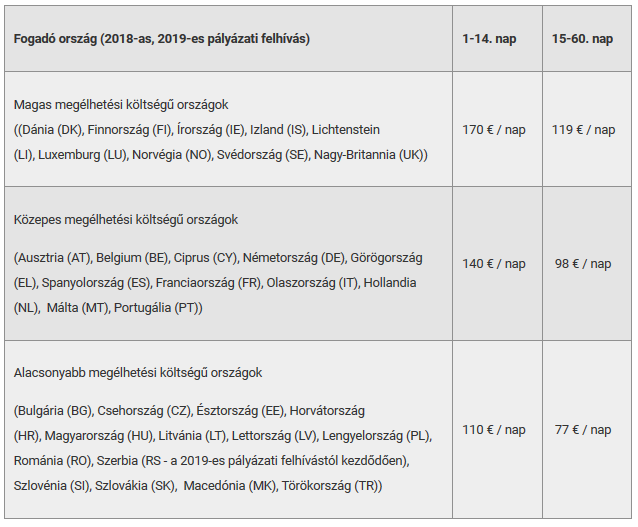 Fogadó ország (2018-as, 2019-es pályázati felhívás)
1-14. nap
15-60. nap
Magas megélhetési költségű országok
((Dánia (DK), Finnország (FI), Írország (IE), Izland (IS), Lichtenstein
(LI), Luxemburg (LU), Norvégia (NO), Svédország (SE), Nagy-Britannia (UK))
170 € / nap
119 € / nap
Közepes megélhetési költségű országok
(Ausztria (AT), Belgium (BE), Ciprus (CY), Németország (DE), Görögország
(EL), Spanyolország (ES), Franciaország (FR), Olaszország (IT), Hollandia
(NL), Málta (MT), Portugália (PT))
140 € / nap
98 € / nap
Alacsonyabb megélhetési költségű országok
(Bulgária (BG), Csehország (CZ), Észtország (EE), Horvátország
(HR), Magyarország (HU), Litvánia (LT), Lettország (LV), Lengyelország (PL),
Románia (RO), Szerbia (RS - a 2019-es pályázati felhívástól kezdődően),
Szlovénia (SI), Szlovákia (SK), Macedónia (MK), Törökország (TR))
110 € / nap
77 € / nap